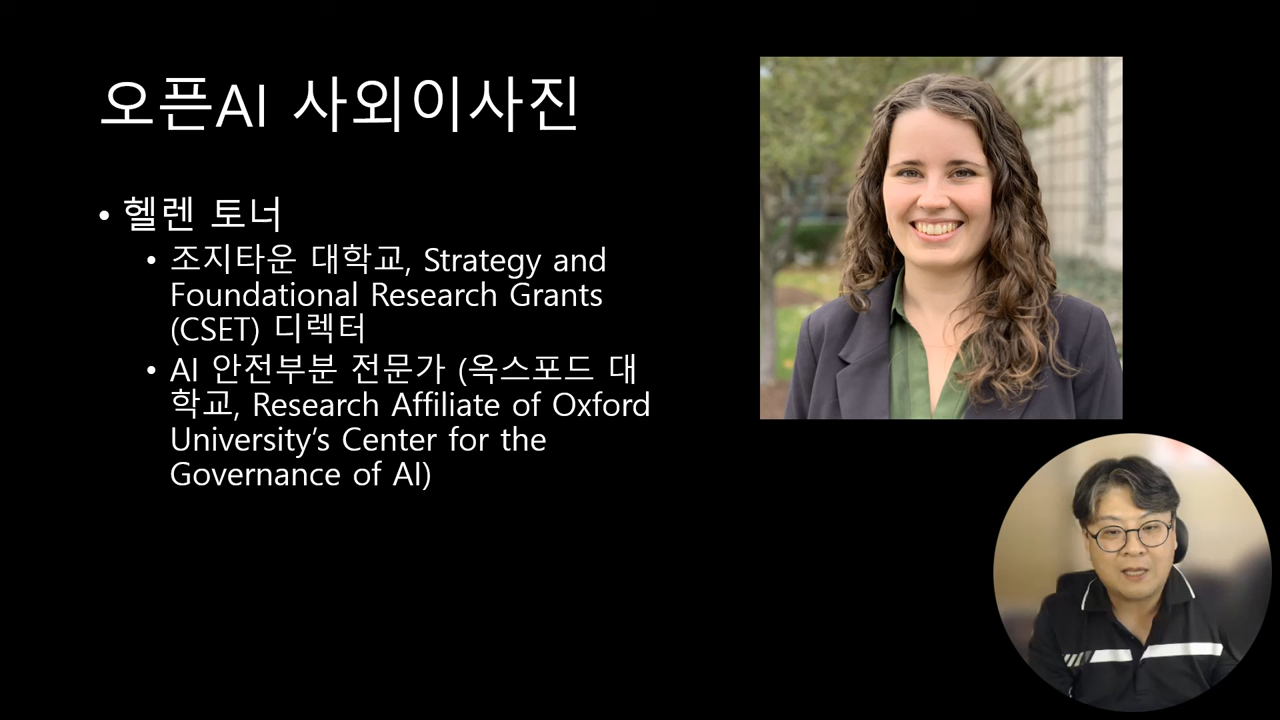 오픈AI 사외이사진
• 헬렌 토너
• 조지타운 대학교, Strategy and
Foundational Research Grants
(CSET) 디렉터
• AI 안전부분 전문가 (옥스포드 대
학교, Research Affiliate of Oxford
University’s Center for the
Governance of AI)